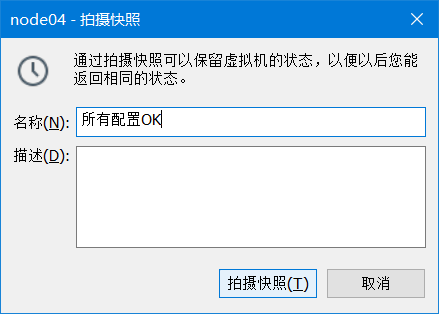 node04 - 拍摄快照
通过拍摄快照可以保留虚拟机的状态，以便以后您能
返回相同的状态。
名称(N):
所有配置OK
描述(D):
拍摄快照(T)
取消